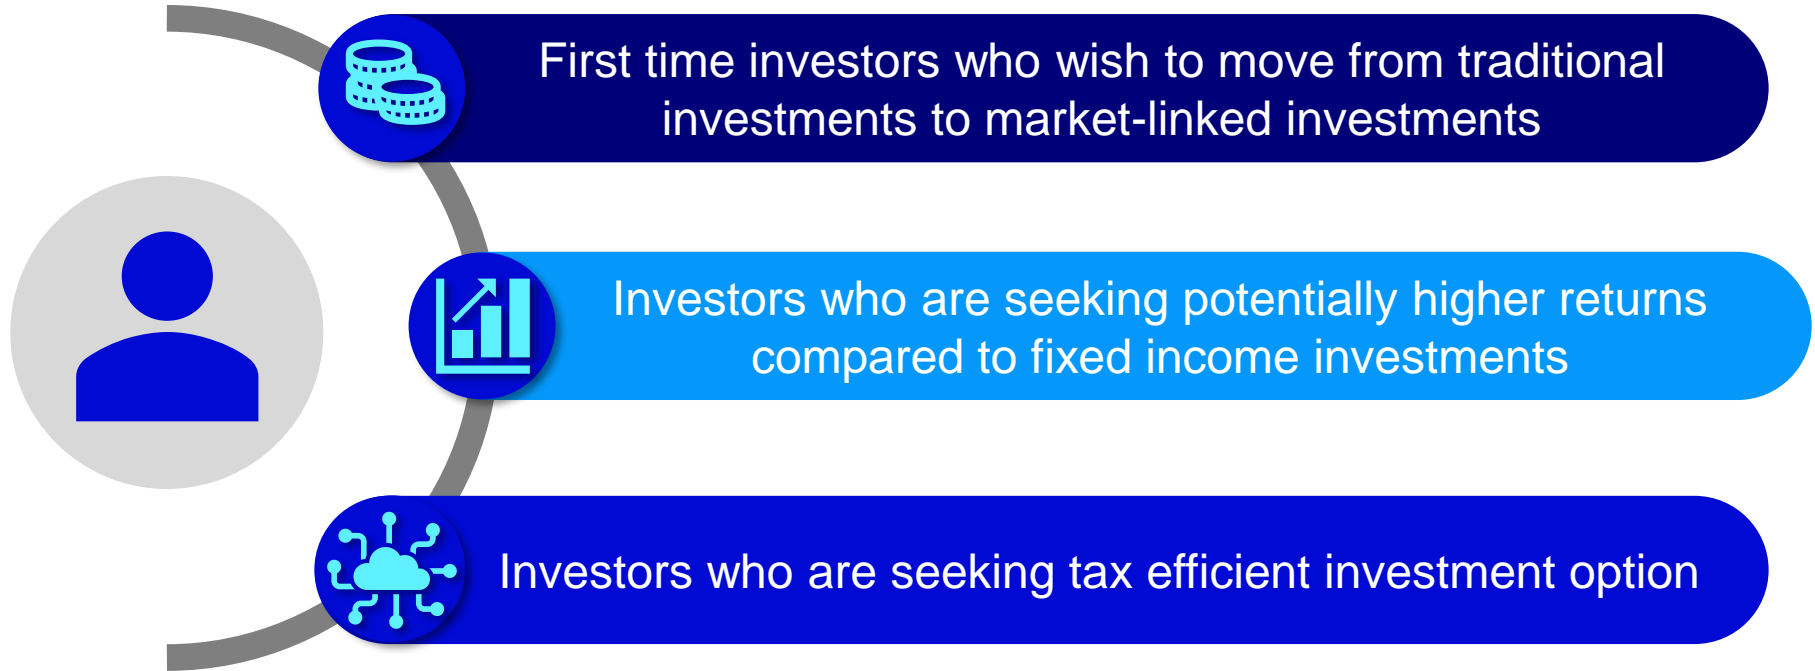 First time investors who wish to move from traditional
investments to market-linked investments
Investors who are seeking potentially higher returns
compared to fixed income investments
Investors who are seeking tax efficient investment option